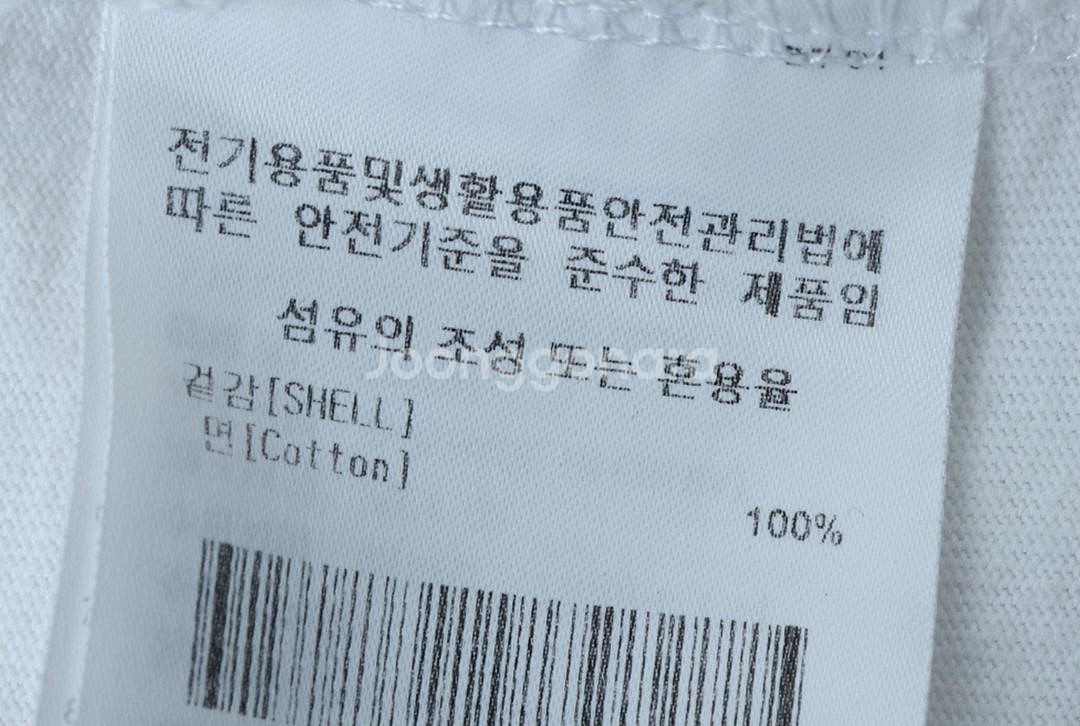 전기용품및생활용품안전관리법에
따른 안전기준을 준수한 제품임
섬유의 조성 또는 혼용율
joonggonara
겉감[SHELL]
면[Cotton]
100%